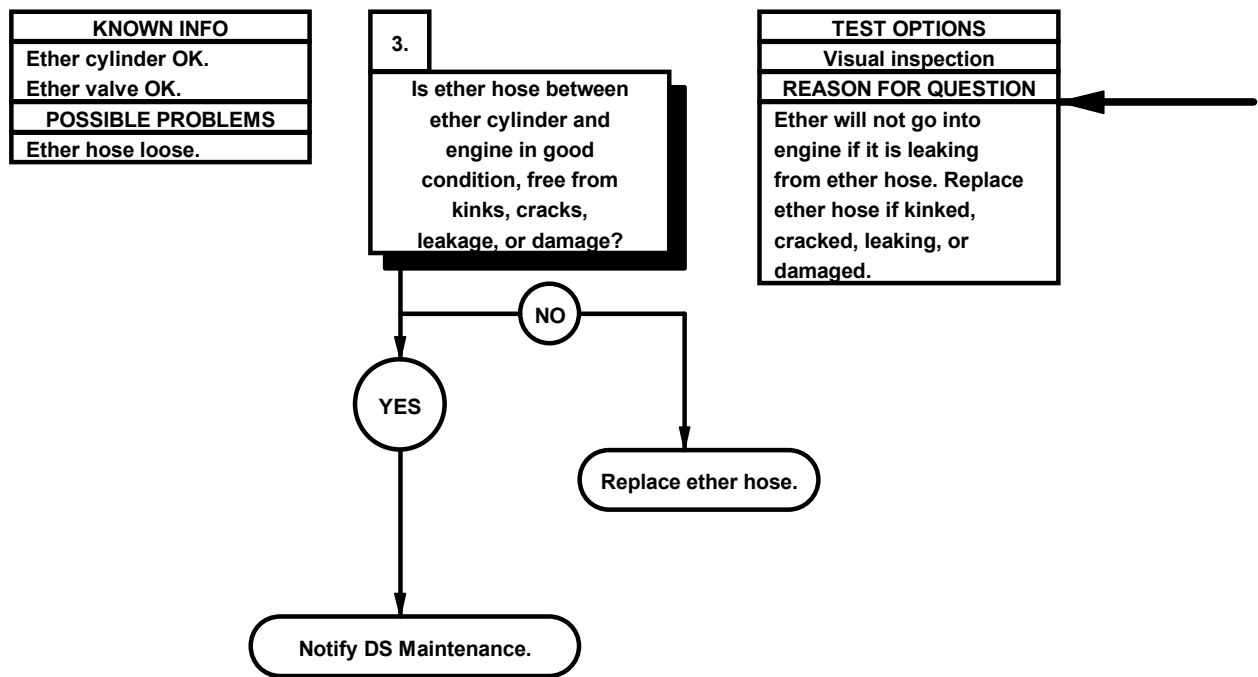 KNOWN INFO
Ether cylinder OK.
Ether valve OK.
POSSIBLE PROBLEMS
Ether hose loose.
3.
Is ether hose between
ether cylinder and
engine in good
condition, free from
kinks, cracks,
leakage, or damage?
TEST OPTIONS
Visual inspection
REASON FOR QUESTION
Ether will not go into
engine if it is leaking
from ether hose. Replace
ether hose if kinked,
cracked, leaking, or
damaged.
NO
YES
Replace ether hose.
Notify DS Maintenance.